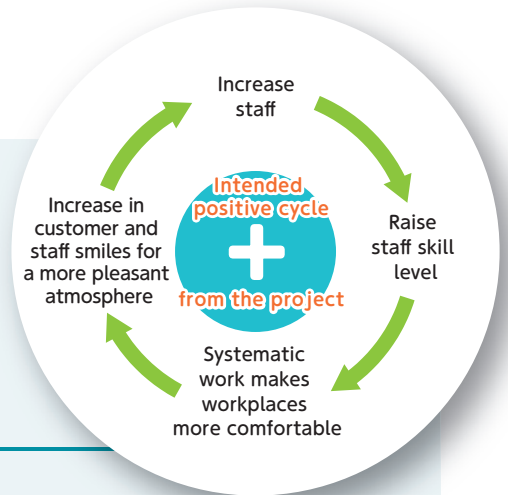 Increase
staff
Raise
staff skill
level
Systematic
work makes
workplaces
more comfortable
Increase in
customer and
staff smiles for
a more pleasant
atmosphere
Intended
positive cycle
+
from the project